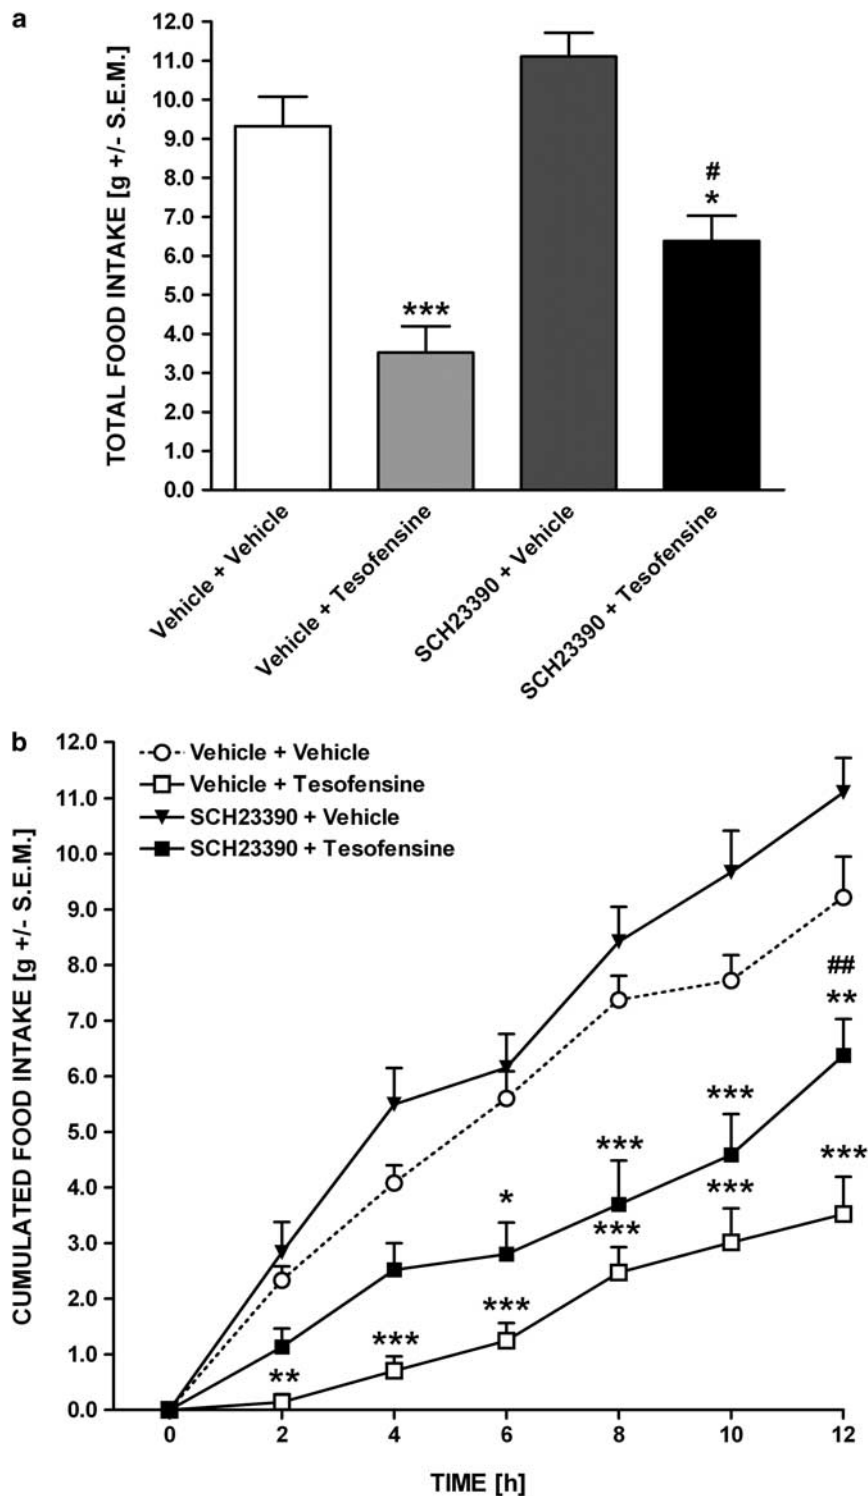 a
TOTAL FOOD INTAKE [g +/- S.E.M.]
12.0
11.0
10.0
9.0
8.0
7.0
6.0
5.0
4.0
3.0
2.0
1.0
0.0
***
#
*
Vehicle + Vehicle
Vehicle + Tesofensine
SCH23390 + Vehicle
SCH23390 + Tesofensine
b
CUMULATED FOOD INTAKE [g +/- S.E.M.]
12.0
11.0
10.0
9.0
8.0
7.0
6.0
5.0
4.0
3.0
2.0
1.0
0.0
Vehicle + Vehicle
Vehicle + Tesofensine
SCH23390 + Vehicle
SCH23390 + Tesofensine
##
**
***
***
*
***
***
***
***
***
**
0 2 4 6 8 10 12
TIME [h]